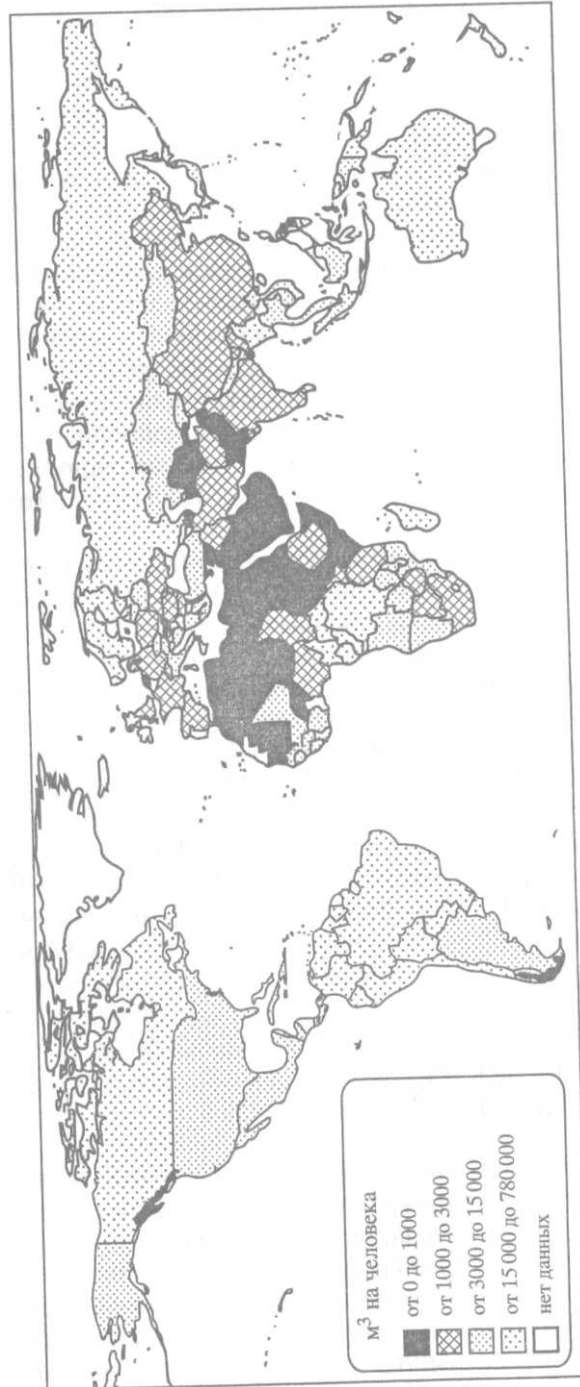 м³ на человека
от 0 до 1000
от 1000 до 3000
от 3000 до 15 000
от 15 000 до 780 000
нет данных